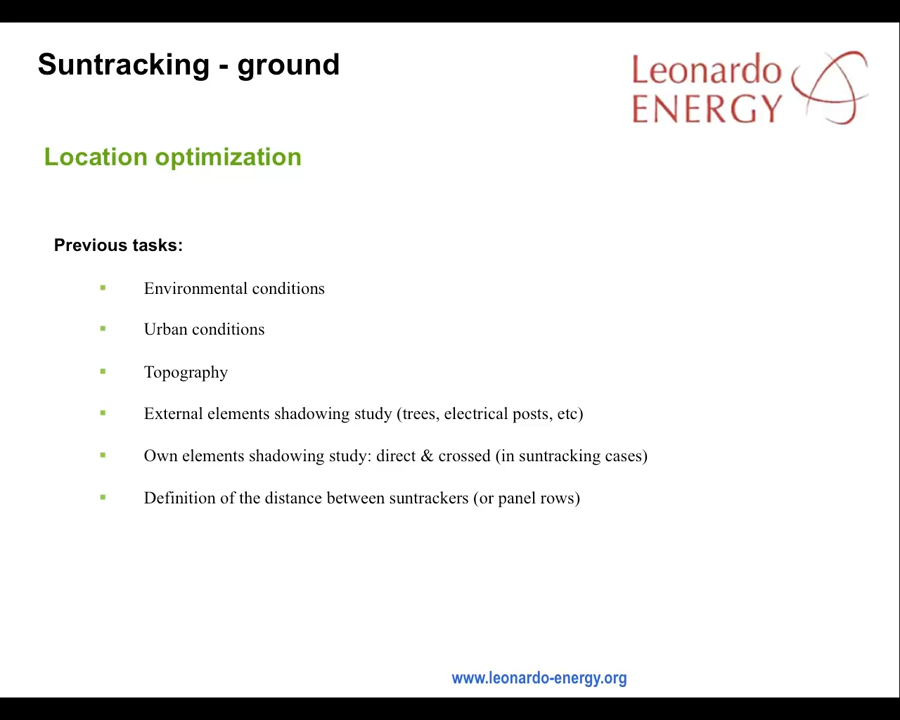 Suntracking - ground
Leonardo
ENERGY
Location optimization
Previous tasks:
Environmental conditions
Urban conditions
Topography
External elements shadowing study (trees, electrical posts, etc)
Own elements shadowing study: direct & crossed (in suntracking cases)
Definition of the distance between suntrackers (or panel rows)
www.leonardo-energy.org